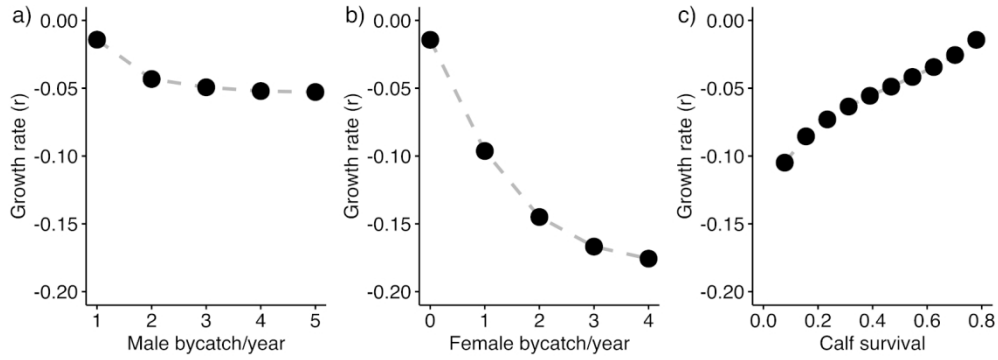 a)
0.00
-0.05
-0.10
-0.15
-0.20
Growth rate (r)
1 2 3 4 5
Male bycatch/year
b)
0.00
-0.05
-0.10
-0.15
-0.20
Growth rate (r)
0 1 2 3 4
Female bycatch/year
c)
0.00
-0.05
-0.10
-0.15
-0.20
Growth rate (r)
0.0 0.2 0.4 0.6 0.8
Calf survival